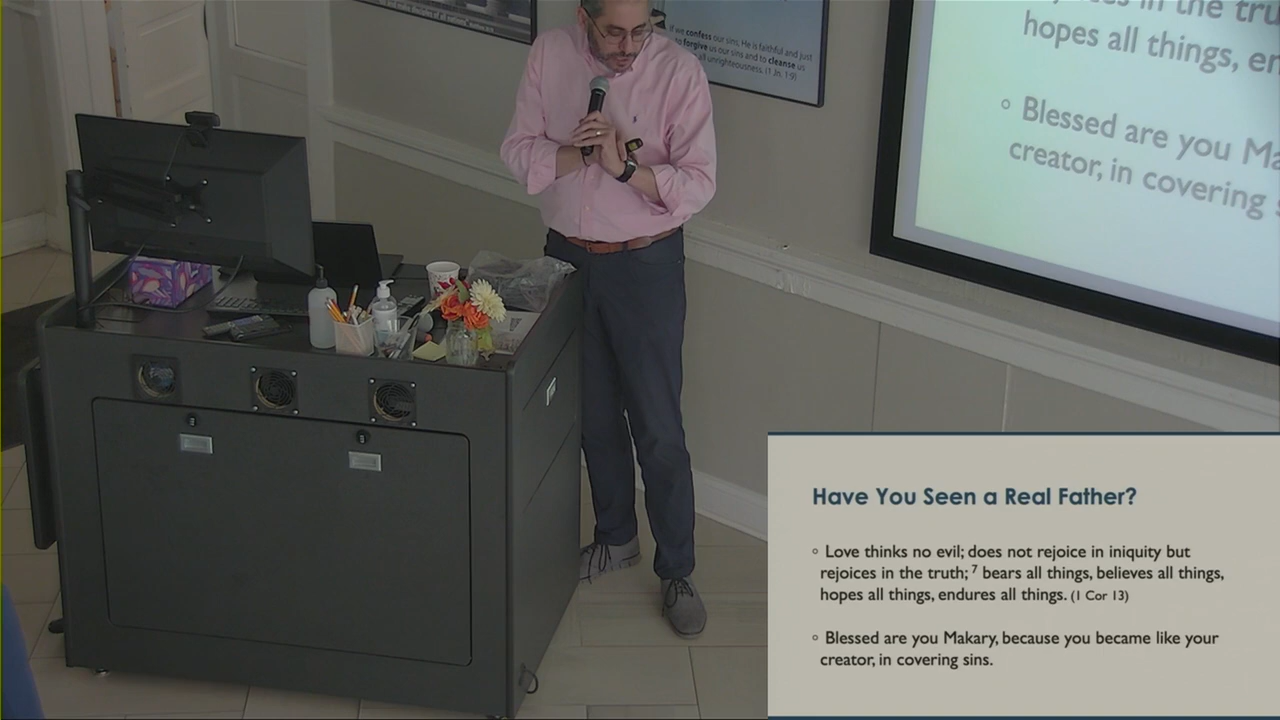 If we confess our sins, He is faithful and just
to forgive us our sins and to cleanse us
all unrighteousness. (1 Jn. 1:9)
in the tru
hopes all things, en
◦ Blessed are you Ma
creator, in covering
Have You Seen a Real Father?
◦ Love thinks no evil; does not rejoice in iniquity but
rejoices in the truth; ⁷ bears all things, believes all things,
hopes all things, endures all things. (1 Cor 13)
◦ Blessed are you Makary, because you became like your
creator, in covering sins.